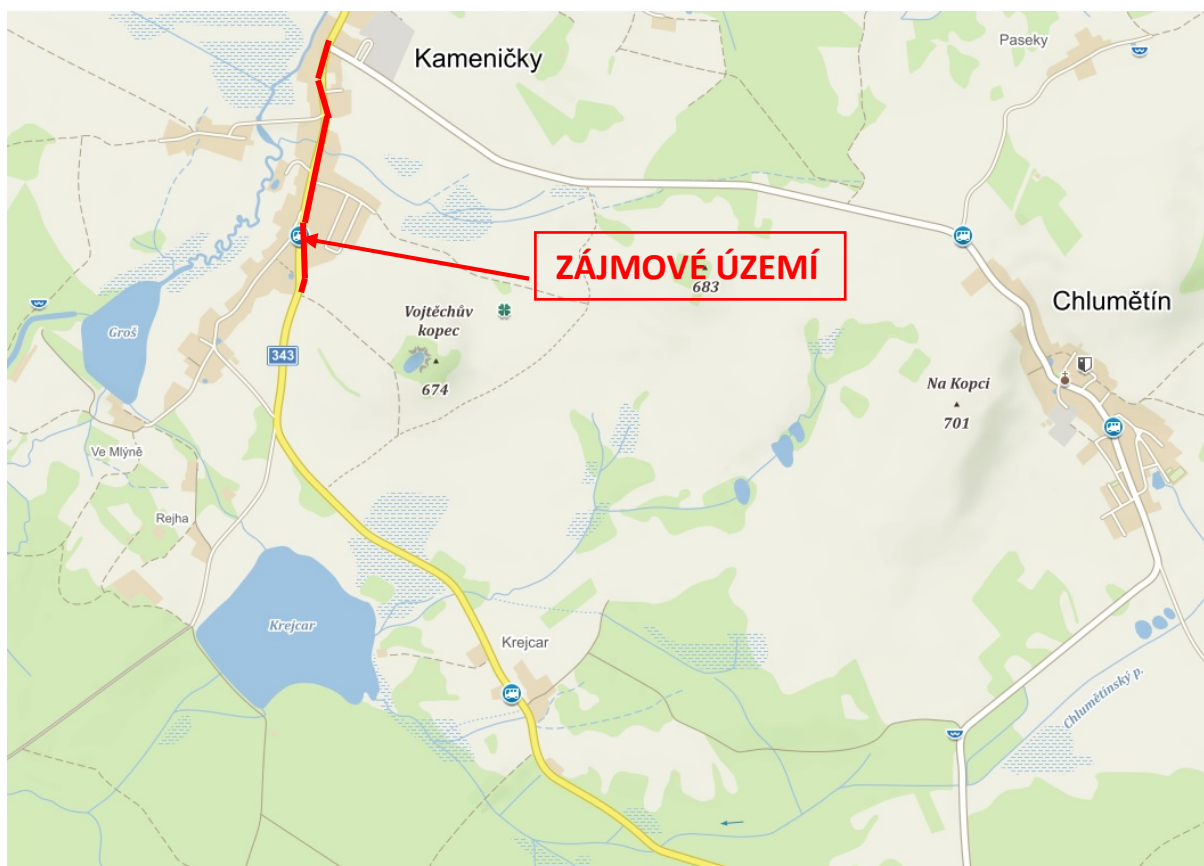 Paseky
Kameničky
ZÁJMOVÉ ÚZEMÍ
683
Chlumětín
Vojtěchův
kopec
674
Groš
343
Na Kopci
701
Ve Mlýně
Rejha
Krejcar
Krejcar
Chlumětínský p.